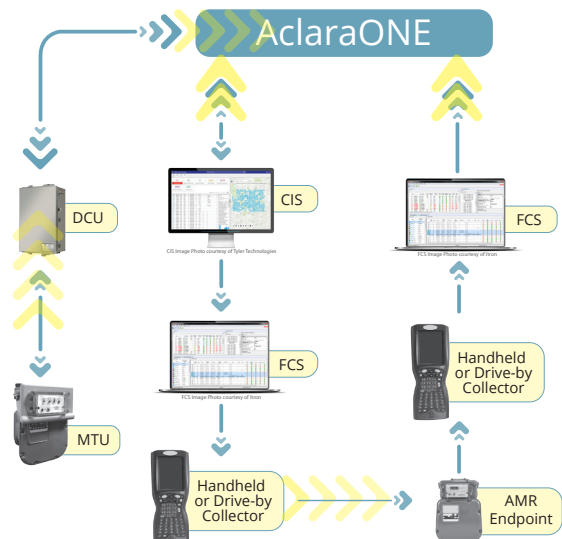 AclaraONE
DCU
CIS
CIS Image Photo courtesy of Tyler Technologies
FCS
FCS Image Photo courtesy of Itron
MTU
FCS
FCS Image Photo courtesy of Itron
Handheld
or Drive-by
Collector
Handheld
or Drive-by
Collector
AMR
Endpoint